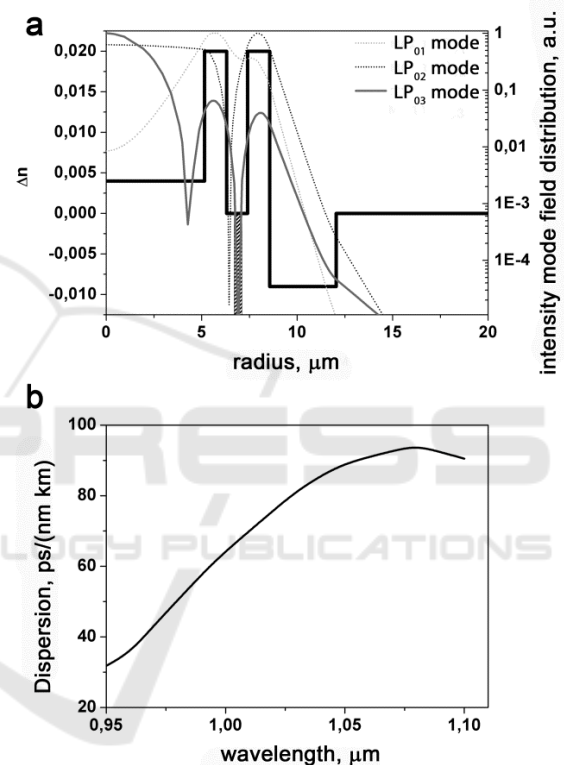 a
LP01 mode
LP02 mode
LP03 mode
0,020
0,015
0,010
0,005
0,000
-0,005
-0,010
Δn
1
0,1
0,01
1E-3
1E-4
intensity mode field distribution, a.u.
0
5
10
15
20
radius, μm
b
100
80
60
40
20
Dispersion, ps/(nm km)
0,95
1,00
1,05
1,10
wavelength, μm
PRESS
LOGY PUBLICATIONS